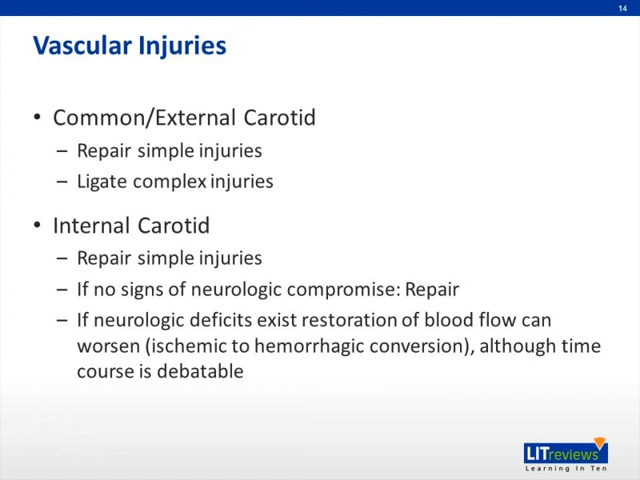 14
Vascular Injuries
• Common/External Carotid
– Repair simple injuries
– Ligate complex injuries
• Internal Carotid
– Repair simple injuries
– If no signs of neurologic compromise: Repair
– If neurologic deficits exist restoration of blood flow can
worsen (ischemic to hemorrhagic conversion), although time
course is debatable
LITreviews
Learning In Ten